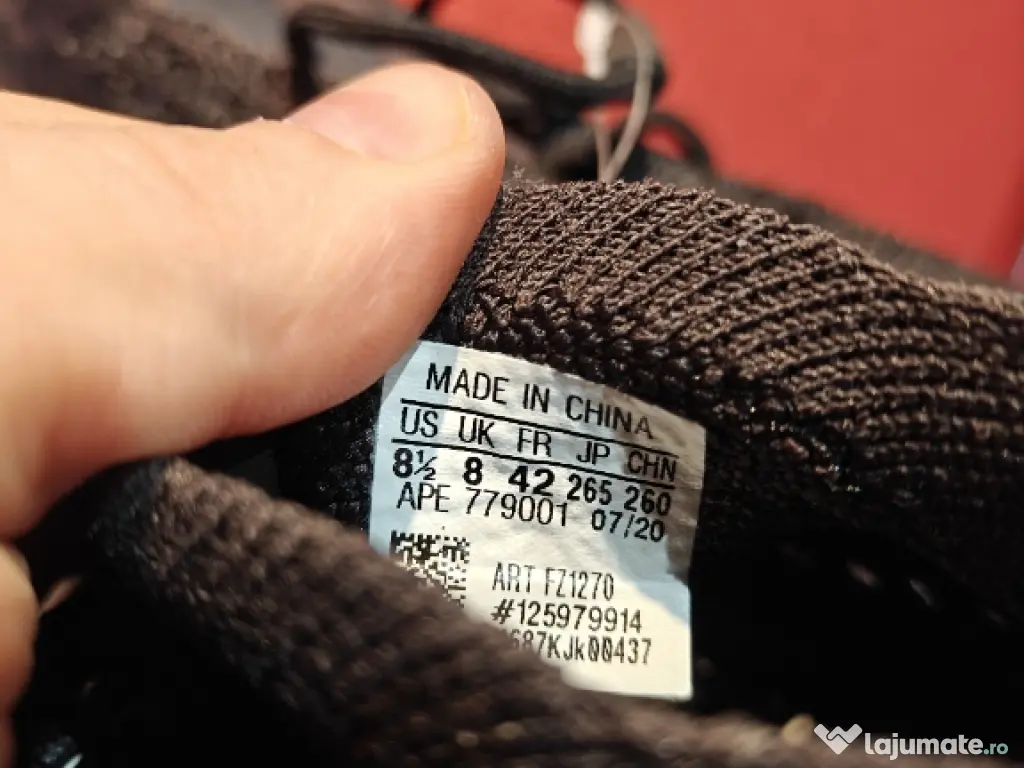 MADE IN CHINA
US UK FR JP CHN
8½ 8 42 265 260
APE 779001 07/20
ART FZ1270
#125979914
687KJk00437
lajumate.ro